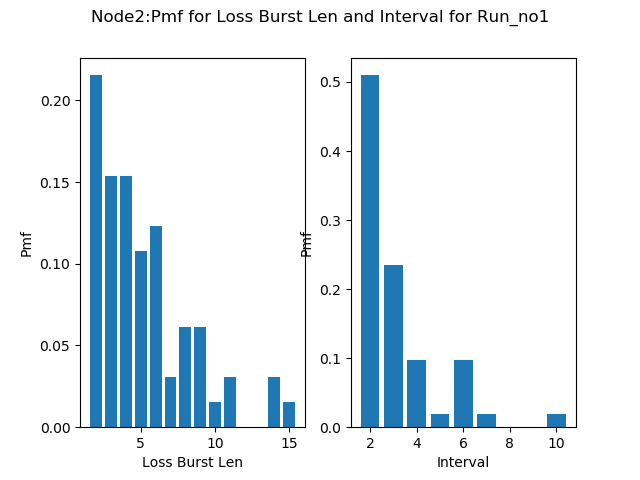 Node2:Pmf for Loss Burst Len and Interval for Run_no1
0.20
0.15
0.10
0.05
0.00
Pmf
5 10 15
Loss Burst Len
0.5
0.4
0.3
0.2
0.1
0.0
Pmf
2 4 6 8 10
Interval